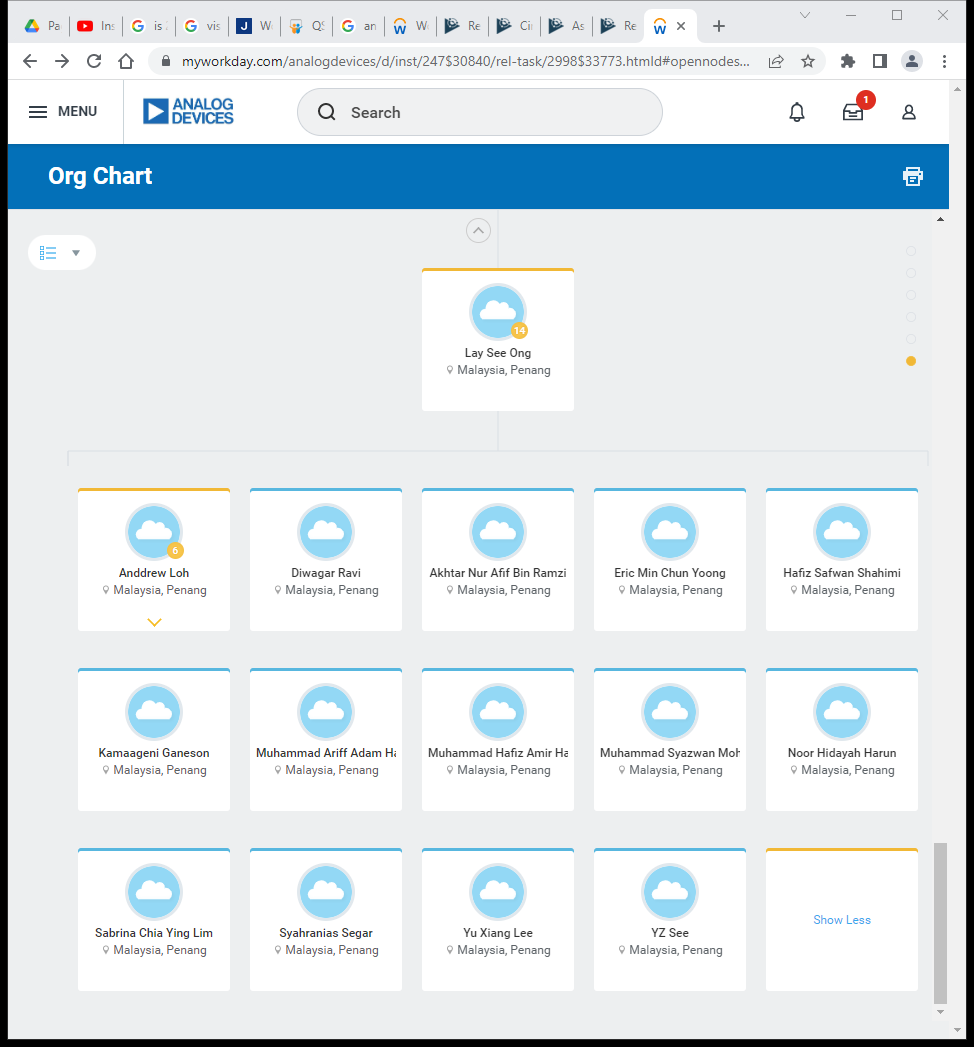 Pa
Ins
is
vis
J
We
QS
an
We
Re
Cir
As
Re
myworkday.com/analogdevices/d/inst/247$30840/rel-task/2998$33773.htmld#opennodes...
MENU
ANALOG
DEVICES
Search
1
Org Chart
14
Lay See Ong
Malaysia, Penang
6
Anddrew Loh
Malaysia, Penang
Diwagar Ravi
Malaysia, Penang
Akhtar Nur Afif Bin Ramzi
Malaysia, Penang
Eric Min Chun Yoong
Malaysia, Penang
Hafiz Safwan Shahimi
Malaysia, Penang
Kamaageni Ganeson
Malaysia, Penang
Muhammad Ariff Adam Ha
Malaysia, Penang
Muhammad Hafiz Amir Ha
Malaysia, Penang
Muhammad Syazwan Moh
Malaysia, Penang
Noor Hidayah Harun
Malaysia, Penang
Sabrina Chia Ying Lim
Malaysia, Penang
Syahranias Segar
Malaysia, Penang
Yu Xiang Lee
Malaysia, Penang
YZ See
Malaysia, Penang
Show Less